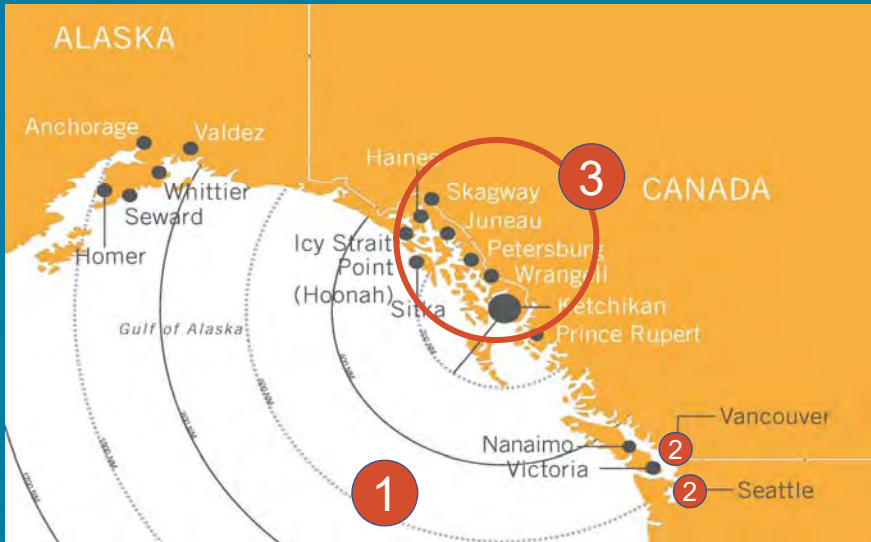 ALASKA
Anchorage
Valdez
Whittier
Seward
Homer
Gulf of Alaska
Haines
Skagway
Juneau
Icy Strait
Point
(Hoonah)
Sitka
Petersburg
Wrangell
Ketchikan
Prince Rupert
3
CANADA
1
Nanaimo
Victoria
Vancouver
2
2
Seattle